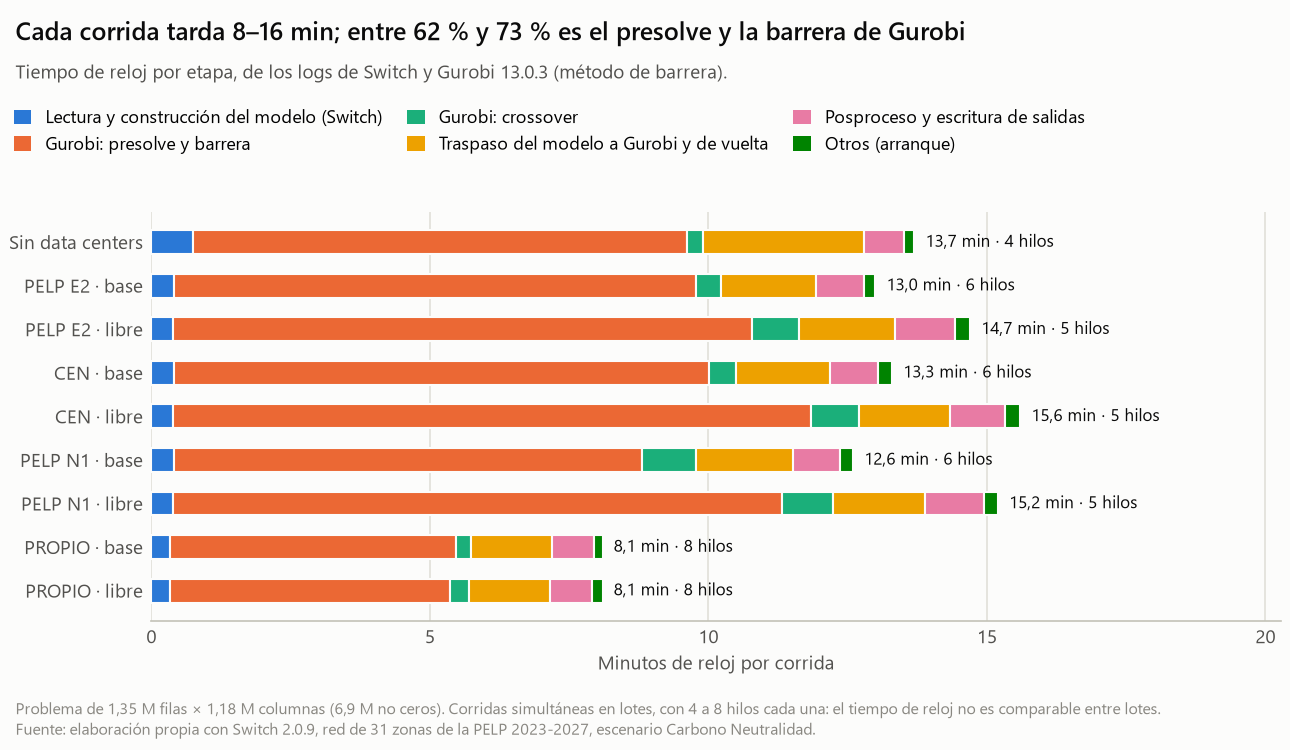 Cada corrida tarda 8–16 min; entre 62 % y 73 % es el presolve y la barrera de Gurobi
Tiempo de reloj por etapa, de los logs de Switch y Gurobi 13.0.3 (método de barrera).
Lectura y construcción del modelo (Switch)
Gurobi: presolve y barrera
Gurobi: crossover
Traspaso del modelo a Gurobi y de vuelta
Posproceso y escritura de salidas
Otros (arranque)
Sin data centers 13,7 min · 4 hilos
PELP E2 · base 13,0 min · 6 hilos
PELP E2 · libre 14,7 min · 5 hilos
CEN · base 13,3 min · 6 hilos
CEN · libre 15,6 min · 5 hilos
PELP N1 · base 12,6 min · 6 hilos
PELP N1 · libre 15,2 min · 5 hilos
PROPIO · base 8,1 min · 8 hilos
PROPIO · libre 8,1 min · 8 hilos
0 5 10 15 20
Minutos de reloj por corrida
Problema de 1,35 M filas × 1,18 M columnas (6,9 M no ceros). Corridas simultáneas en lotes, con 4 a 8 hilos cada una: el tiempo de reloj no es comparable entre lotes.
Fuente: elaboración propia con Switch 2.0.9, red de 31 zonas de la PELP 2023-2027, escenario Carbono Neutralidad.